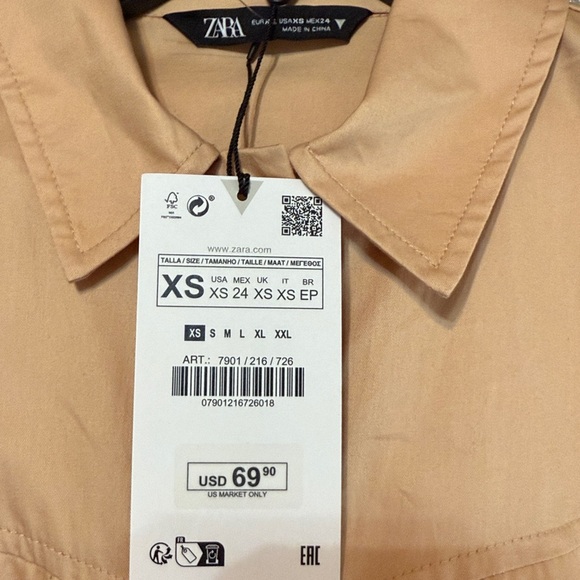 ZARA
EUR XS USA XS MEX 24
MADE IN CHINA
FSC
www.zara.com
TALLA / SIZE / TAMANHO / TAILLE / MAAT / ΜΕΓΕΘΟΣ
XS
USA MEX UK IT BR
XS 24 XS XS EP
XS S M L XL XXL
ART.: 7901 / 216 / 726
07901216726018
USD 69 90
US MARKET ONLY
FR
EAC